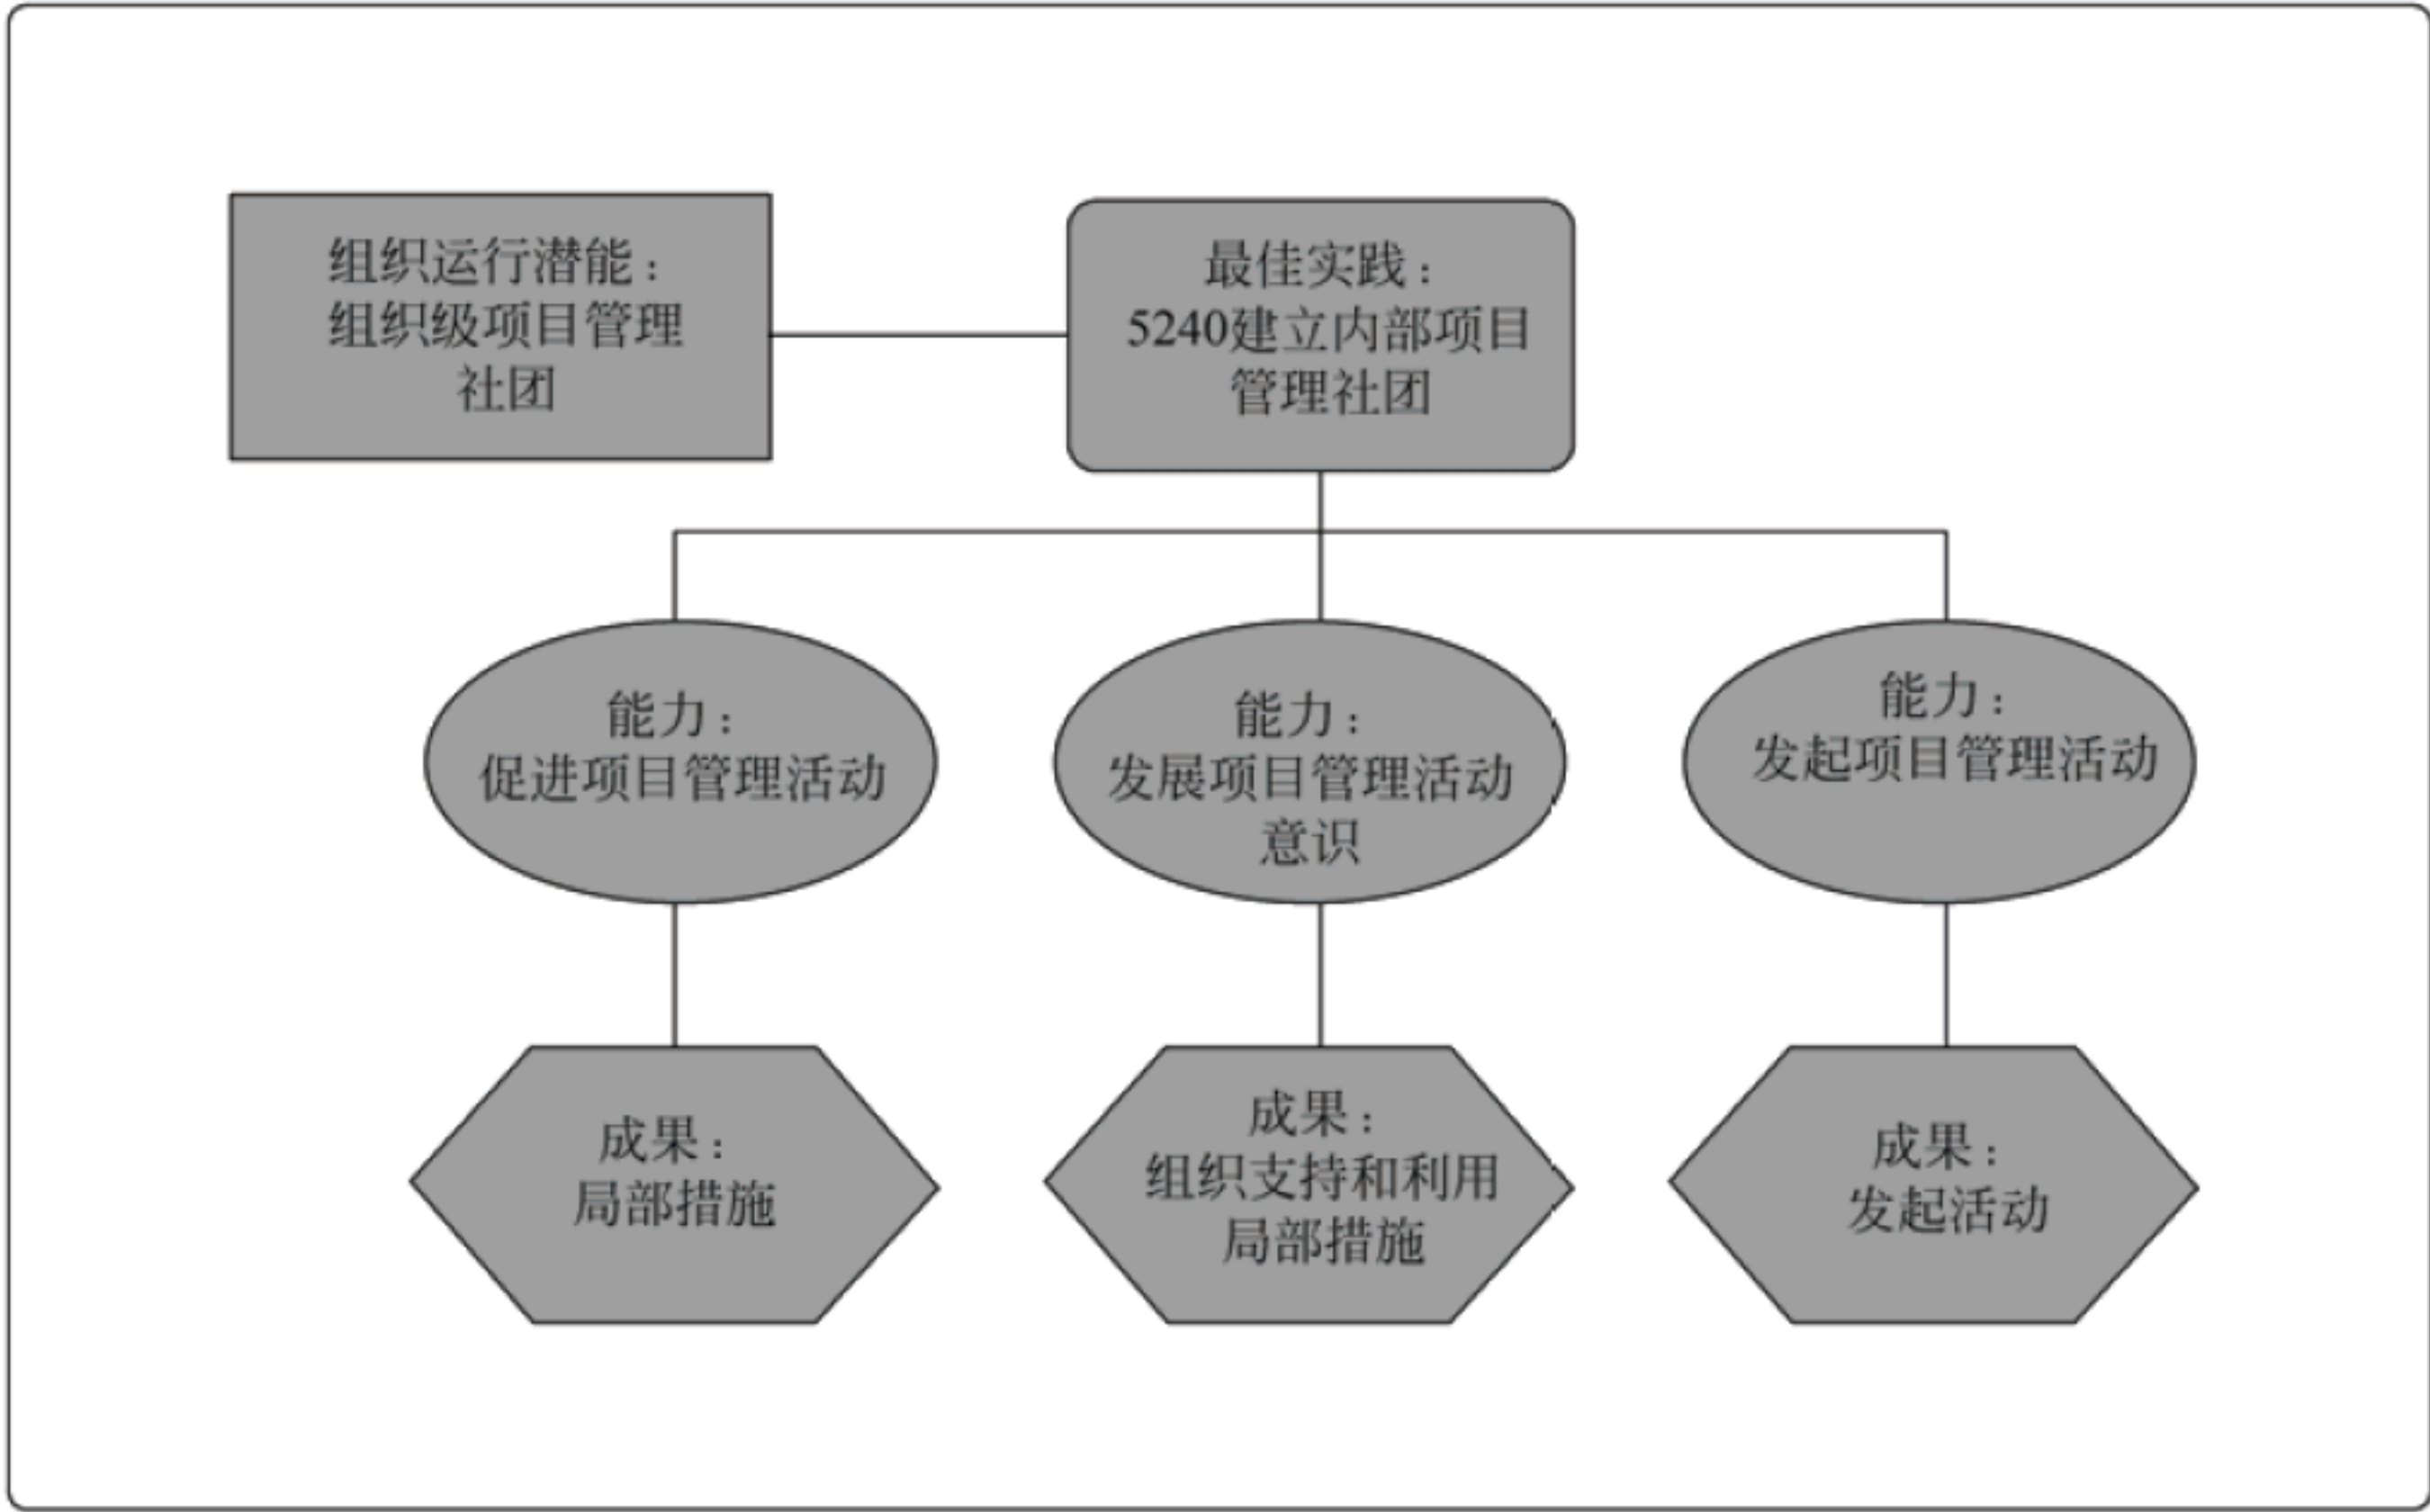 组织运行潜能：
组织级项目管理
社团
最佳实践：
5240建立内部项目
管理社团
能力：
促进项目管理活动
能力：
发展项目管理活动
意识
能力：
发起项目管理活动
成果：
局部措施
成果：
组织支持和利用
局部措施
成果：
发起活动